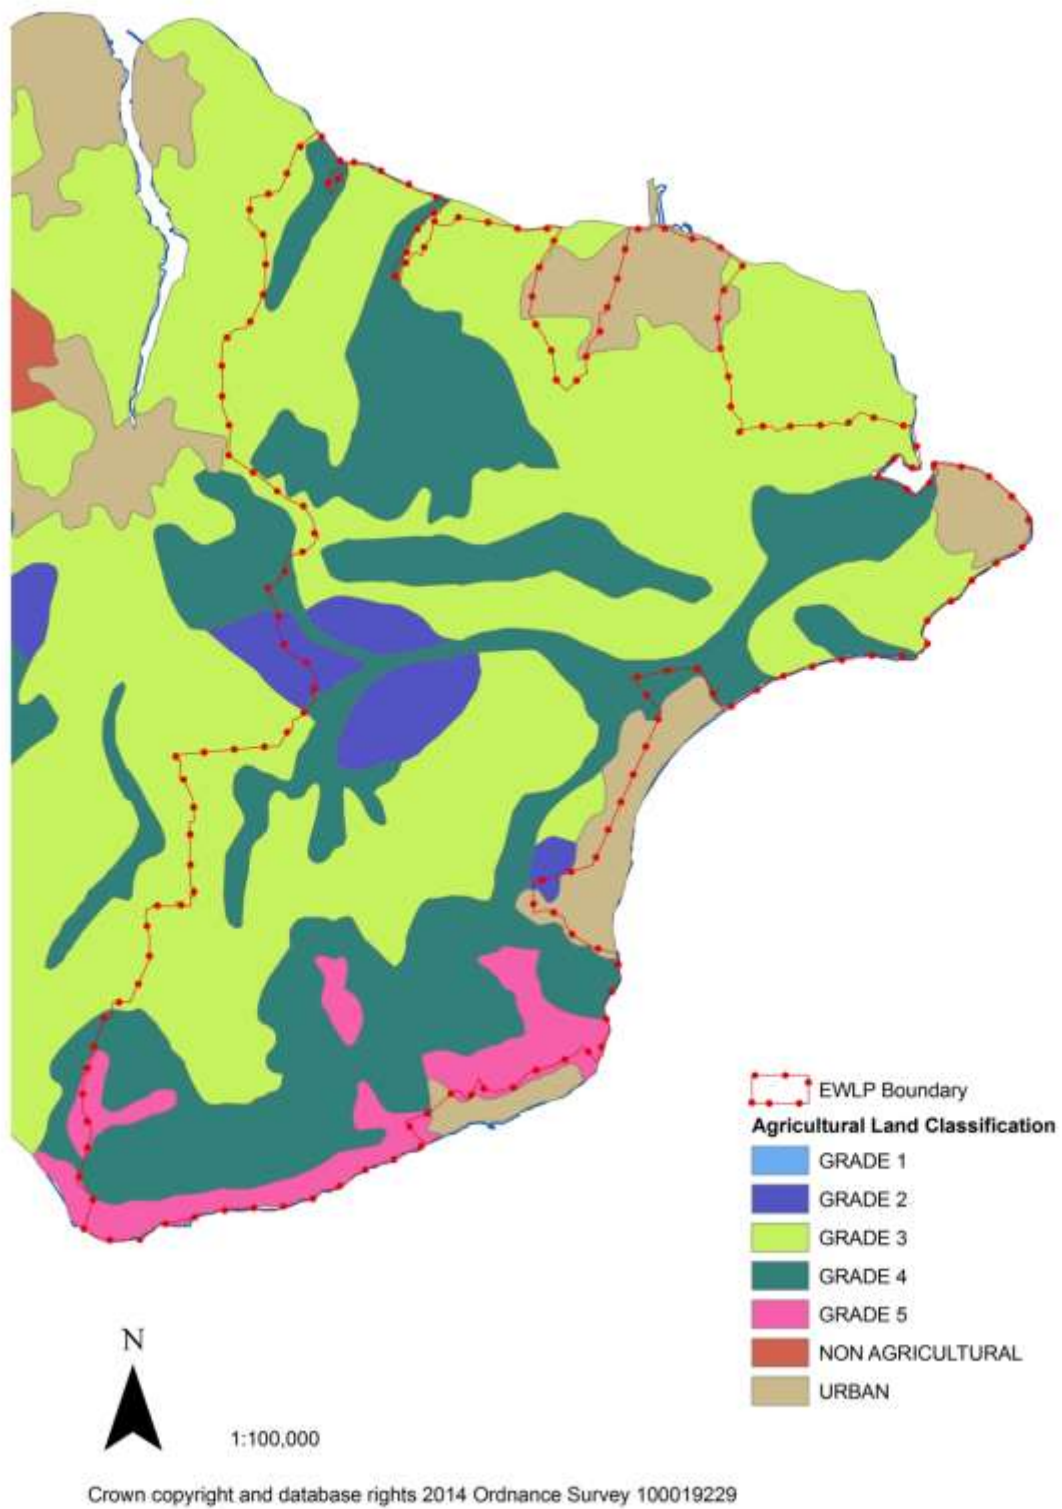 EWLP Boundary
Agricultural Land Classification
GRADE 1
GRADE 2
GRADE 3
GRADE 4
GRADE 5
NON AGRICULTURAL
URBAN
N
1:100,000
Crown copyright and database rights 2014 Ordnance Survey 100019229